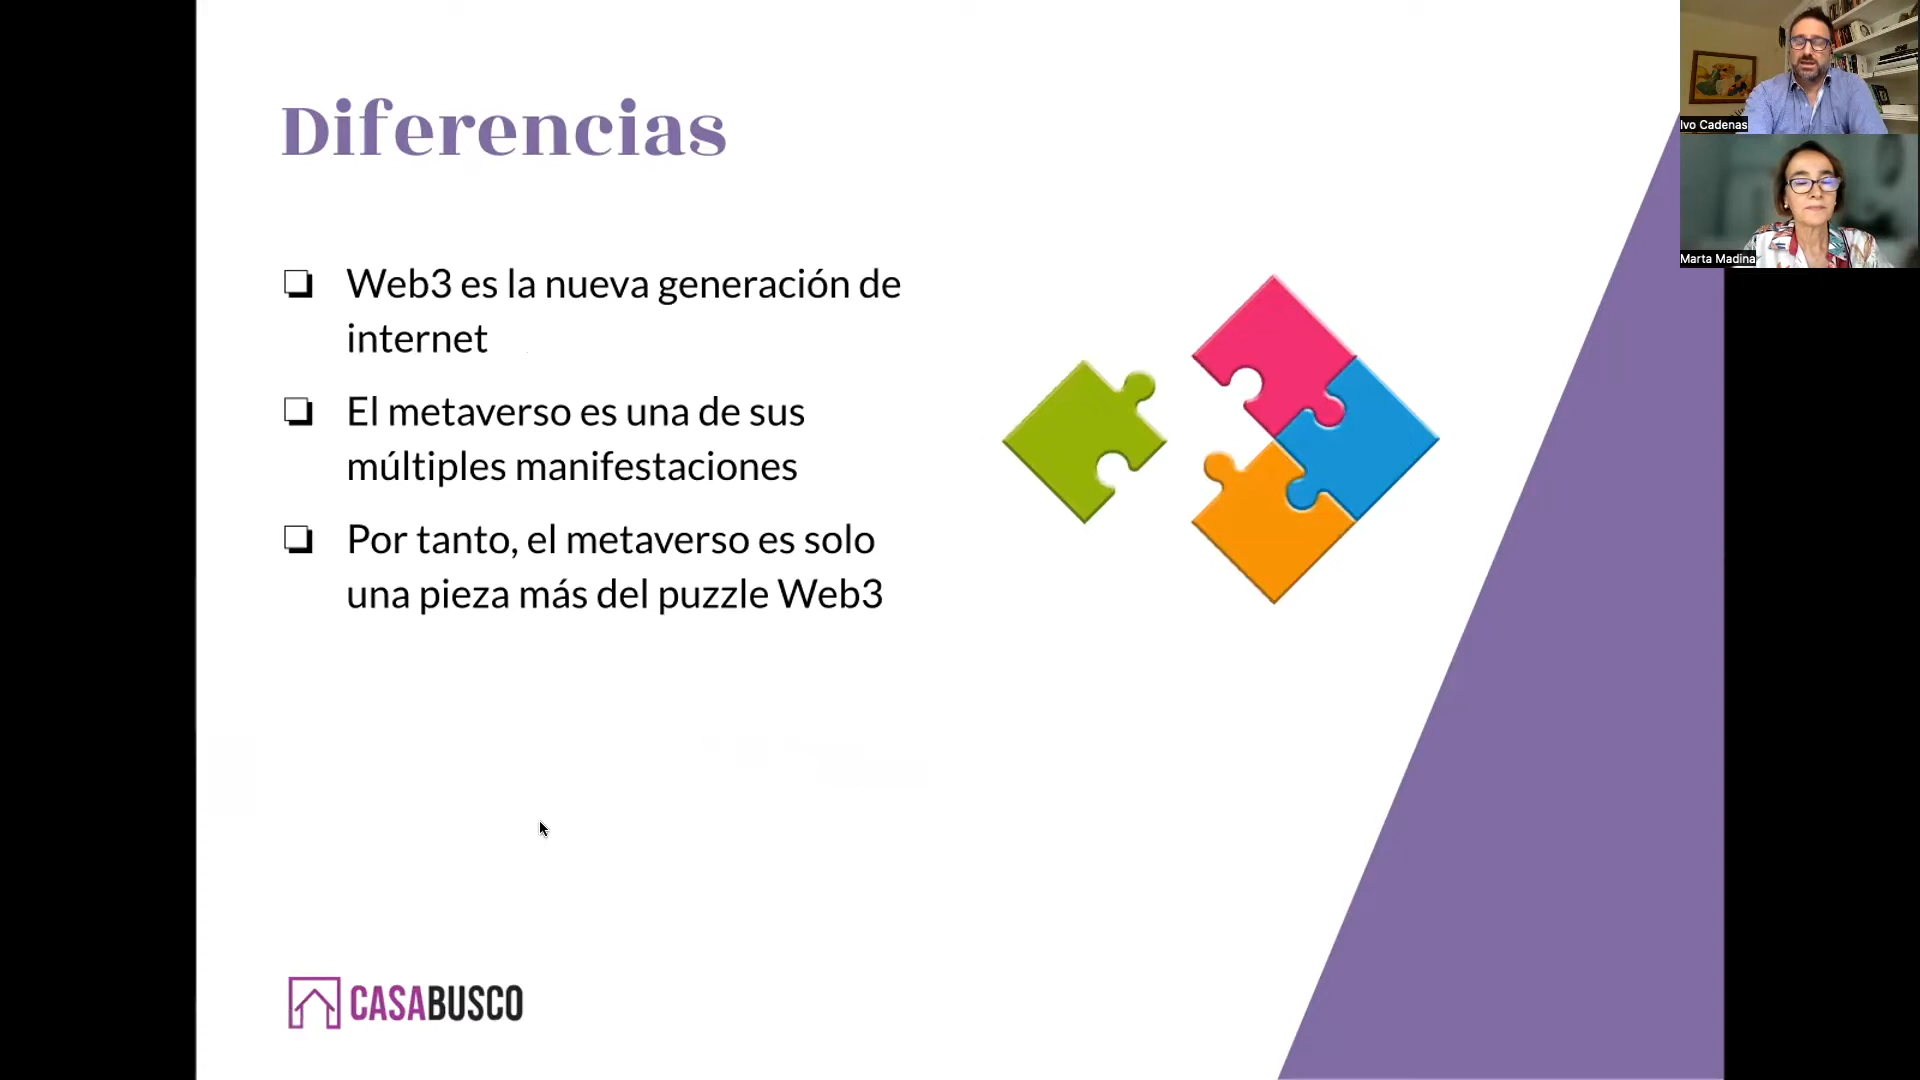 Diferencias
Web3 es la nueva generación de
internet
El metaverso es una de sus
múltiples manifestaciones
Por tanto, el metaverso es solo
una pieza más del puzzle Web3
CASABUSCO
Ivo Cadenas
Marta Madina